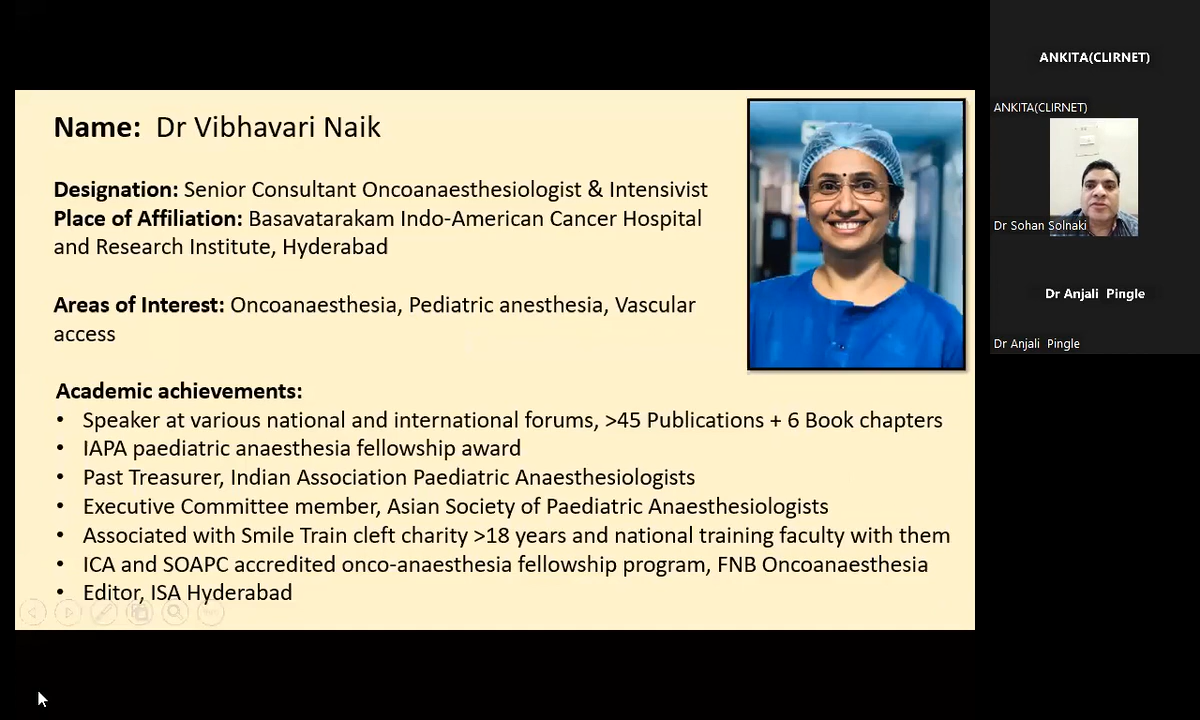 Name: Dr Vibhavari Naik
Designation: Senior Consultant Oncoanaesthesiologist & Intensivist
Place of Affiliation: Basavatarakam Indo-American Cancer Hospital
and Research Institute, Hyderabad
Areas of Interest: Oncoanaesthesia, Pediatric anesthesia, Vascular
access
Academic achievements:
• Speaker at various national and international forums, >45 Publications + 6 Book chapters
• IAPA paediatric anaesthesia fellowship award
• Past Treasurer, Indian Association Paediatric Anaesthesiologists
• Executive Committee member, Asian Society of Paediatric Anaesthesiologists
• Associated with Smile Train cleft charity >18 years and national training faculty with them
• ICA and SOAPC accredited onco-anaesthesia fellowship program, FNB Oncoanaesthesia
• Editor, ISA Hyderabad
ANKITA(CLIRNET)
ANKITA(CLIRNET)
Dr Sohan Solnaki
Dr Anjali Pingle
Dr Anjali Pingle